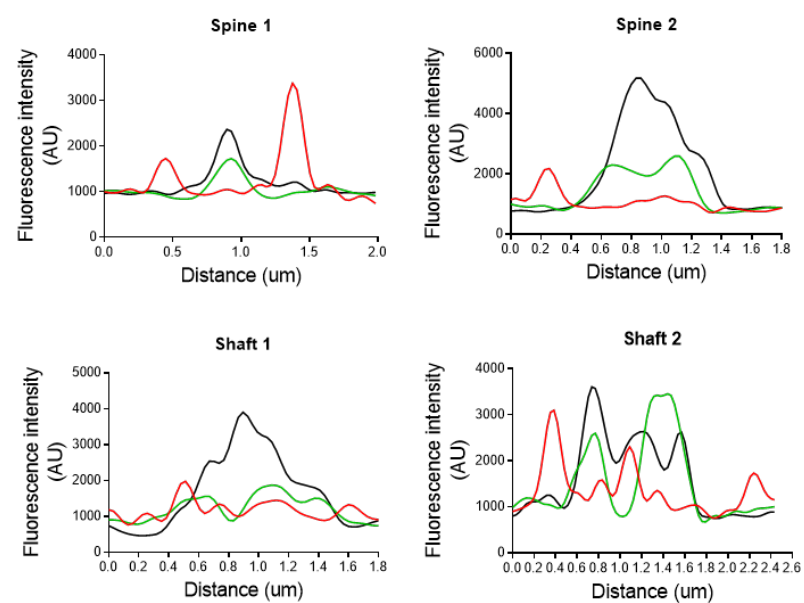 Spine 1
Fluorescence intensity
(AU)
4000
3000
2000
1000
0
0.0 0.5 1.0 1.5 2.0
Distance (um)
Spine 2
Fluorescence intensity
(AU)
6000
4000
2000
0
0.0 0.2 0.4 0.6 0.8 1.0 1.2 1.4 1.6 1.8
Distance (um)
Shaft 1
Fluorescence intensity
(AU)
5000
4000
3000
2000
1000
0
0.0 0.2 0.4 0.6 0.8 1.0 1.2 1.4 1.6 1.8
Distance (um)
Shaft 2
Fluorescence intensity
(AU)
4000
3000
2000
1000
0
0.0 0.2 0.4 0.6 0.8 1.0 1.2 1.4 1.6 1.8 2.0 2.2 2.4 2.6
Distance (um)